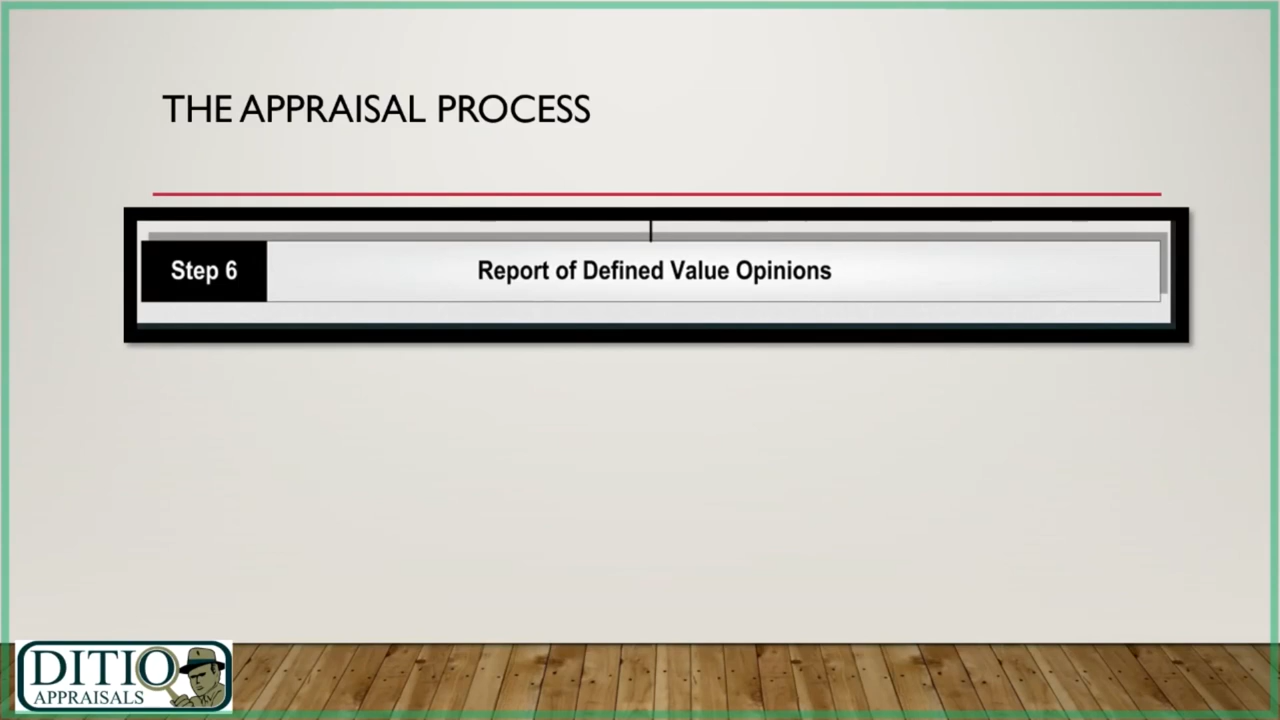 THE APPRAISAL PROCESS
Step 6 Report of Defined Value Opinions
DITIO
APPRAISALS